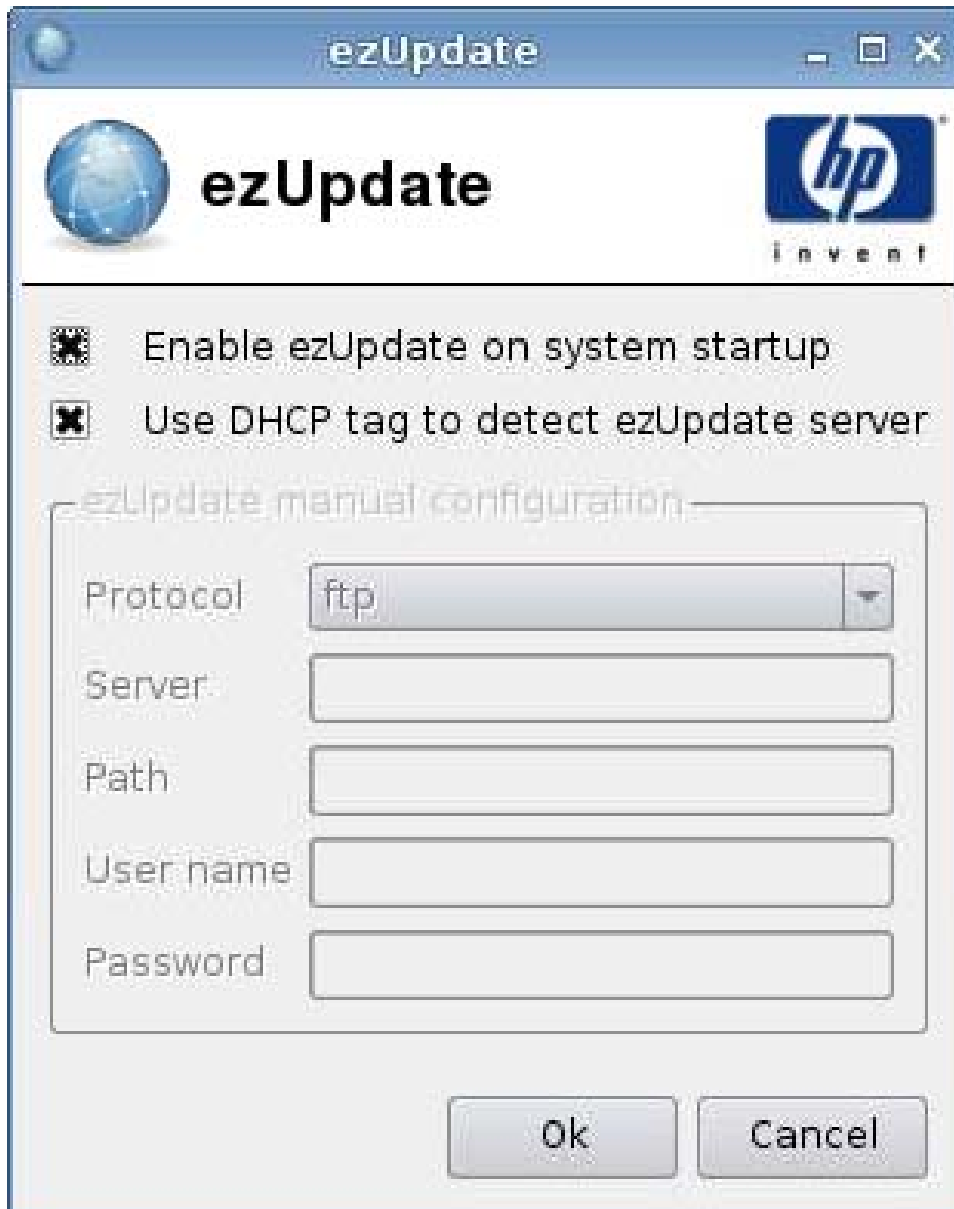 ezUpdate
ezUpdate
hp
invent
Enable ezUpdate on system startup
Use DHCP tag to detect ezUpdate server
ezUpdate manual configuration
Protocol
ftp
Server
Path
User name
Password
Ok
Cancel